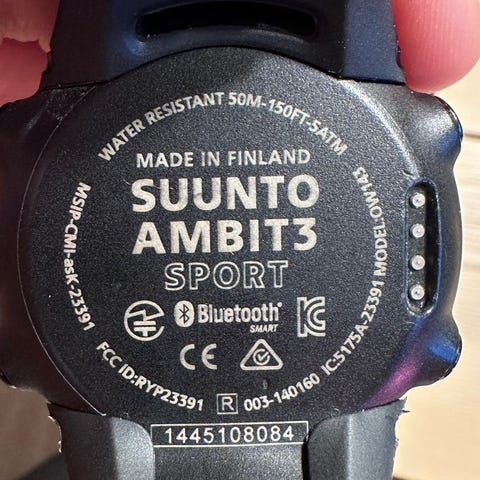 WATER RESISTANT 50M-150FT-5ATM
MADE IN FINLAND
SUUNTO
AMBIT3
SPORT
Bluetooth®
SMART
CE
MSIP-CMI-asK-23391
FCC ID:RYP23391
R 003-140160
IC:5175A-23391 MODEL:OW143
1445108084